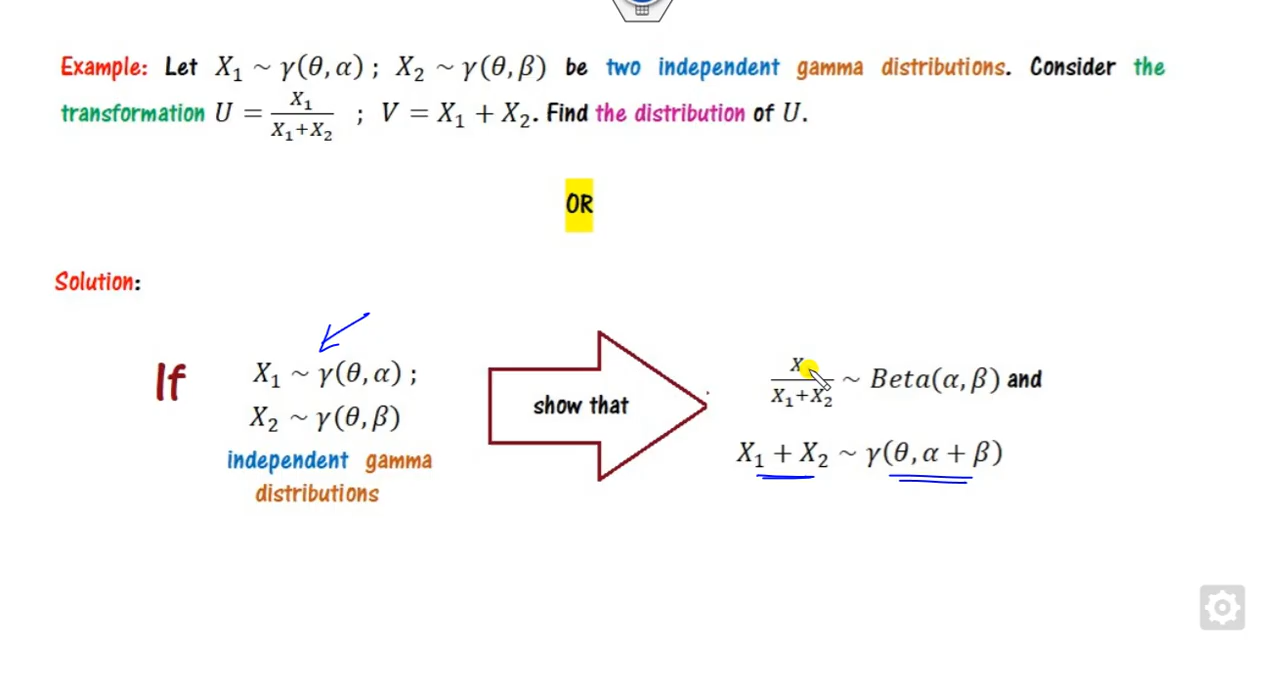 Example: Let X₁ ~ γ(θ, α) ; X₂ ~ γ(θ, β) be two independent gamma distributions. Consider the
transformation U = X₁/(X₁+X₂) ; V = X₁ + X₂. Find the distribution of U.
OR
Solution:
If
X₁ ~ γ(θ, α) ;
X₂ ~ γ(θ, β)
independent gamma
distributions
show that
X/(X₁+X₂) ~ Beta(α, β) and
X₁ + X₂ ~ γ(θ, α + β)